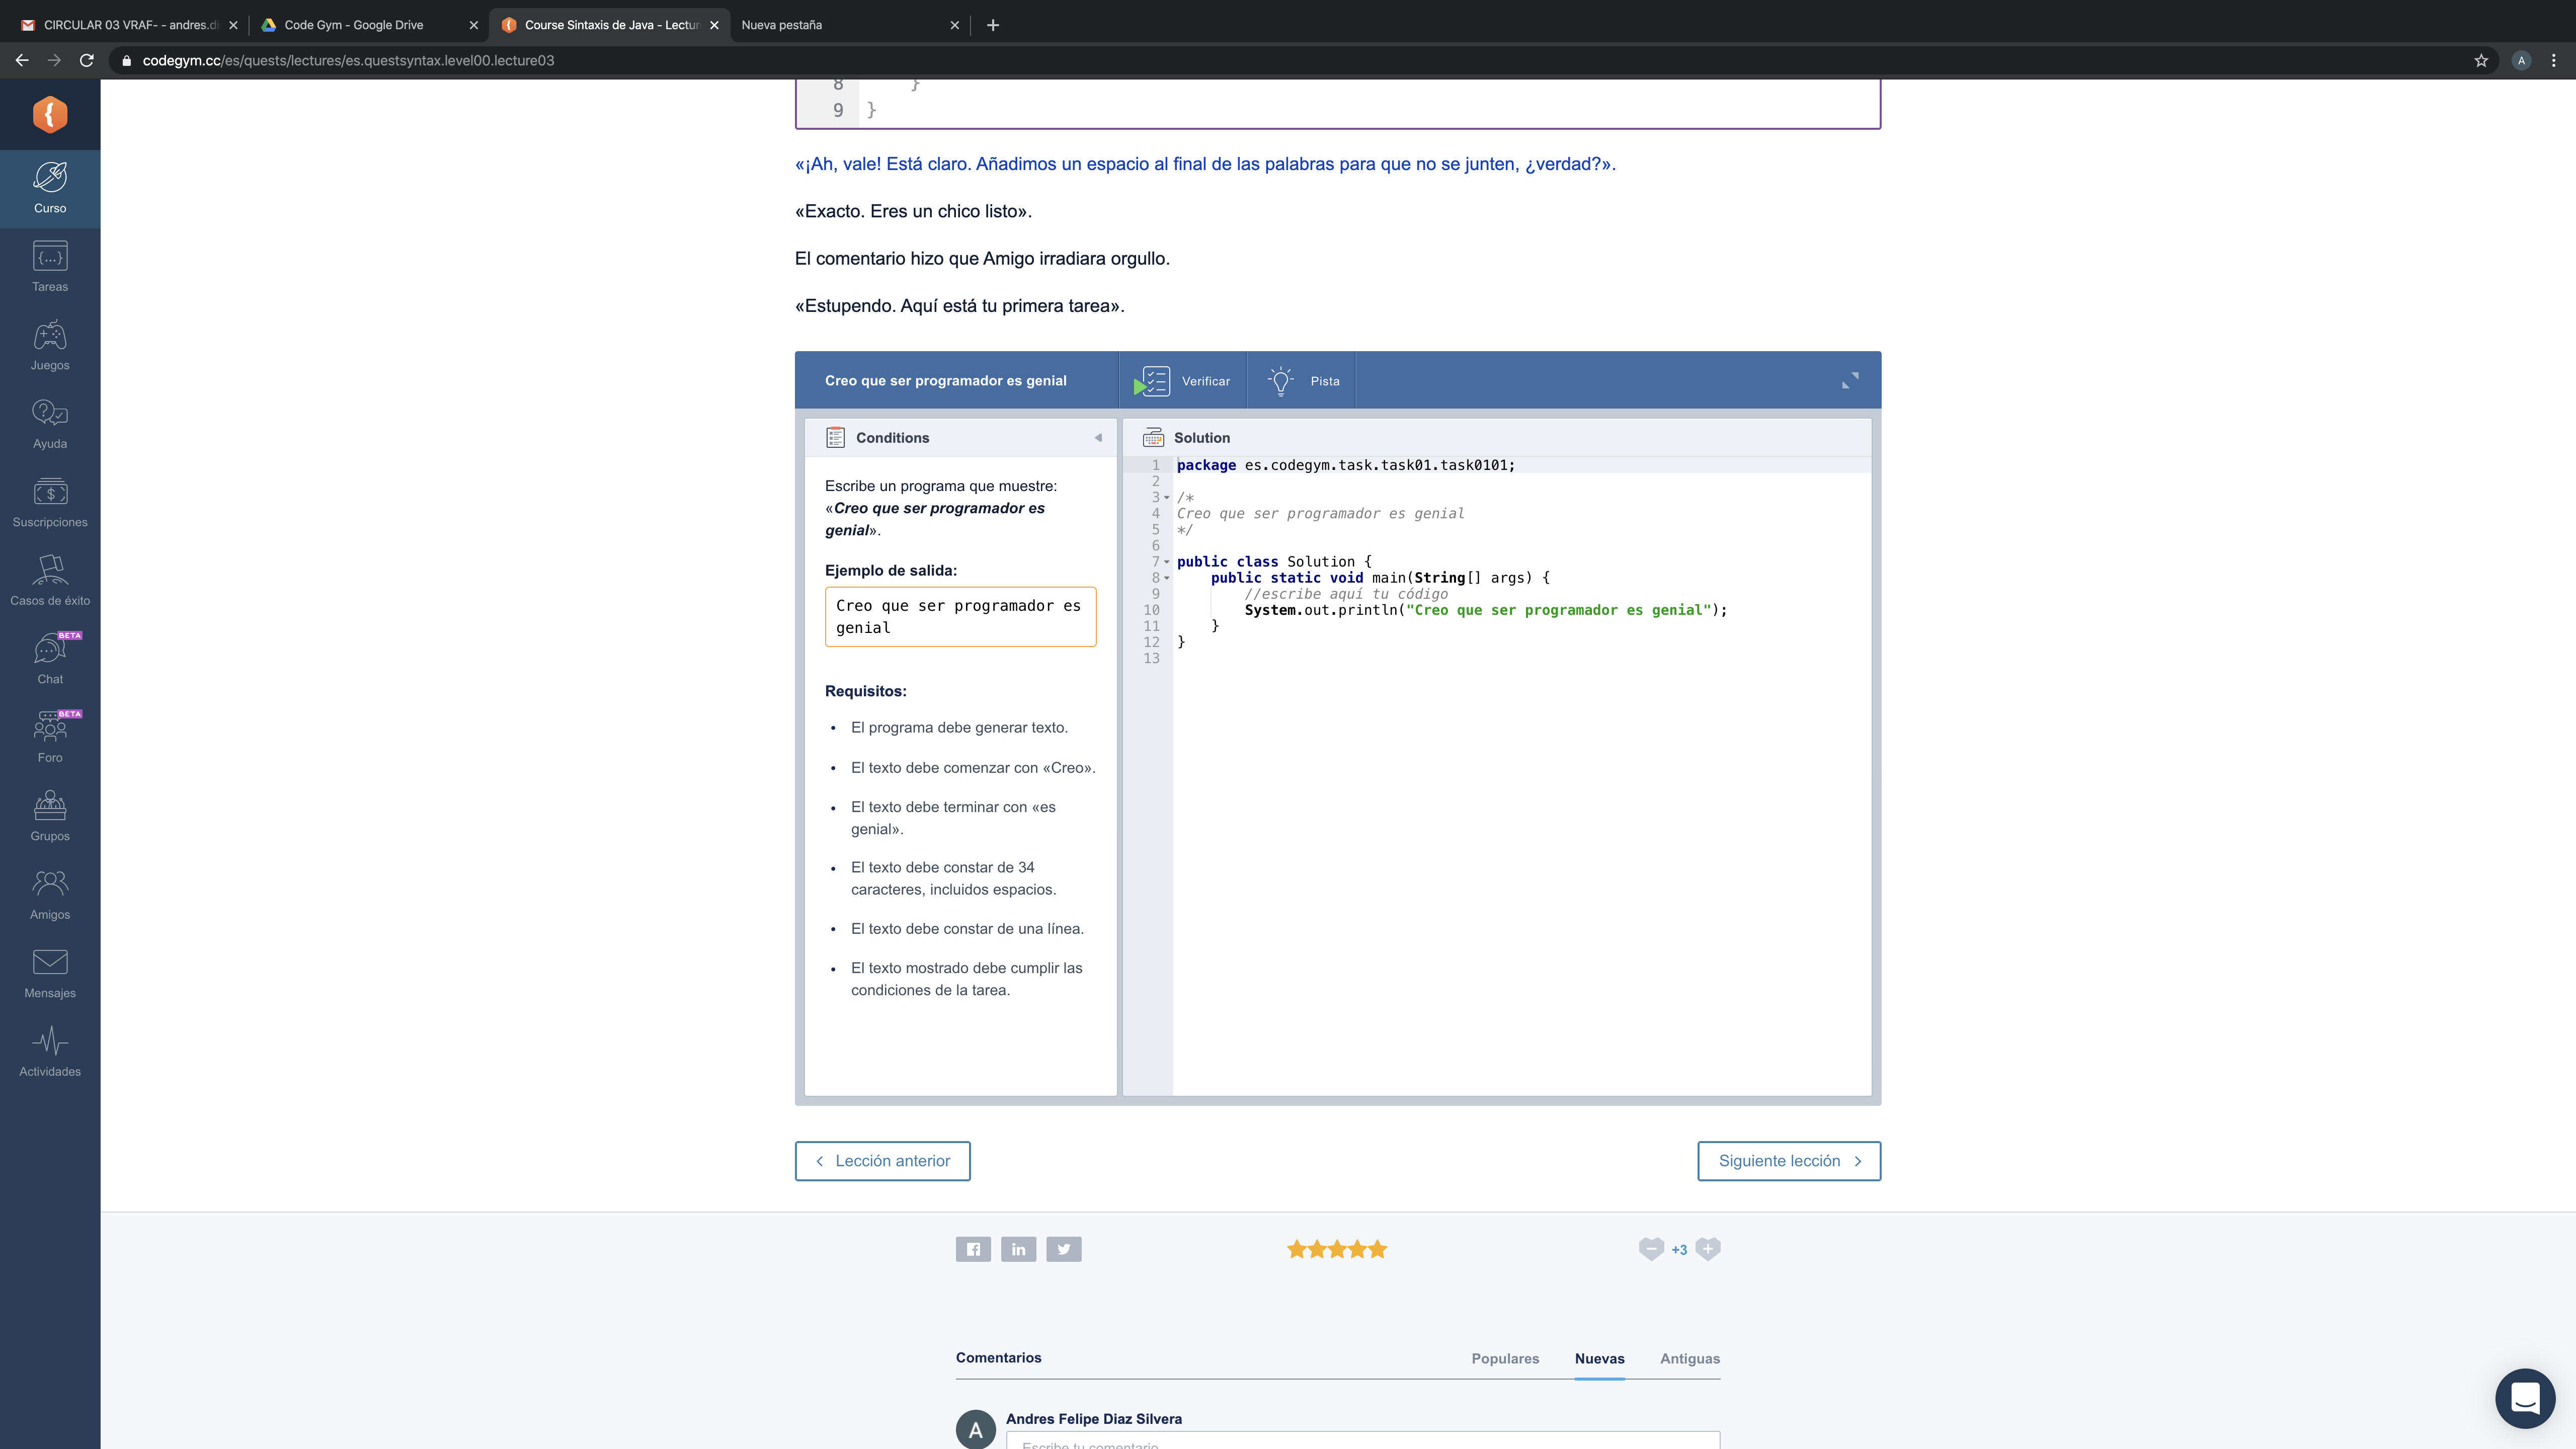 CIRCULAR 03 VRAF- - andres.di
Code Gym - Google Drive
Course Sintaxis de Java - Lectur
Nueva pestaña
codegym.cc/es/quests/lectures/es.questsyntax.level00.lecture03
A
Curso
Tareas
Juegos
Ayuda
Suscripciones
Casos de éxito
BETA
Chat
BETA
Foro
Grupos
Amigos
Mensajes
Actividades
8 }
9 }
«¡Ah, vale! Está claro. Añadimos un espacio al final de las palabras para que no se junten, ¿verdad?».
«Exacto. Eres un chico listo».
El comentario hizo que Amigo irradiara orgullo.
«Estupendo. Aquí está tu primera tarea».
Creo que ser programador es genial
Verificar
Pista
Conditions
Escribe un programa que muestre:
«Creo que ser programador es
genial».
Ejemplo de salida:
Creo que ser programador es
genial
Requisitos:
• El programa debe generar texto.
• El texto debe comenzar con «Creo».
• El texto debe terminar con «es
genial».
• El texto debe constar de 34
caracteres, incluidos espacios.
• El texto debe constar de una línea.
• El texto mostrado debe cumplir las
condiciones de la tarea.
Solution
1 package es.codegym.task.task01.task0101;
2
3 /*
4 Creo que ser programador es genial
5 */
6
7 public class Solution {
8 public static void main(String[] args) {
9 //escribe aquí tu código
10 System.out.println("Creo que ser programador es genial");
11 }
12 }
13
Lección anterior
Siguiente lección
+3
Comentarios
Populares
Nuevas
Antiguas
A
Andres Felipe Diaz Silvera
Escribe tu comentario